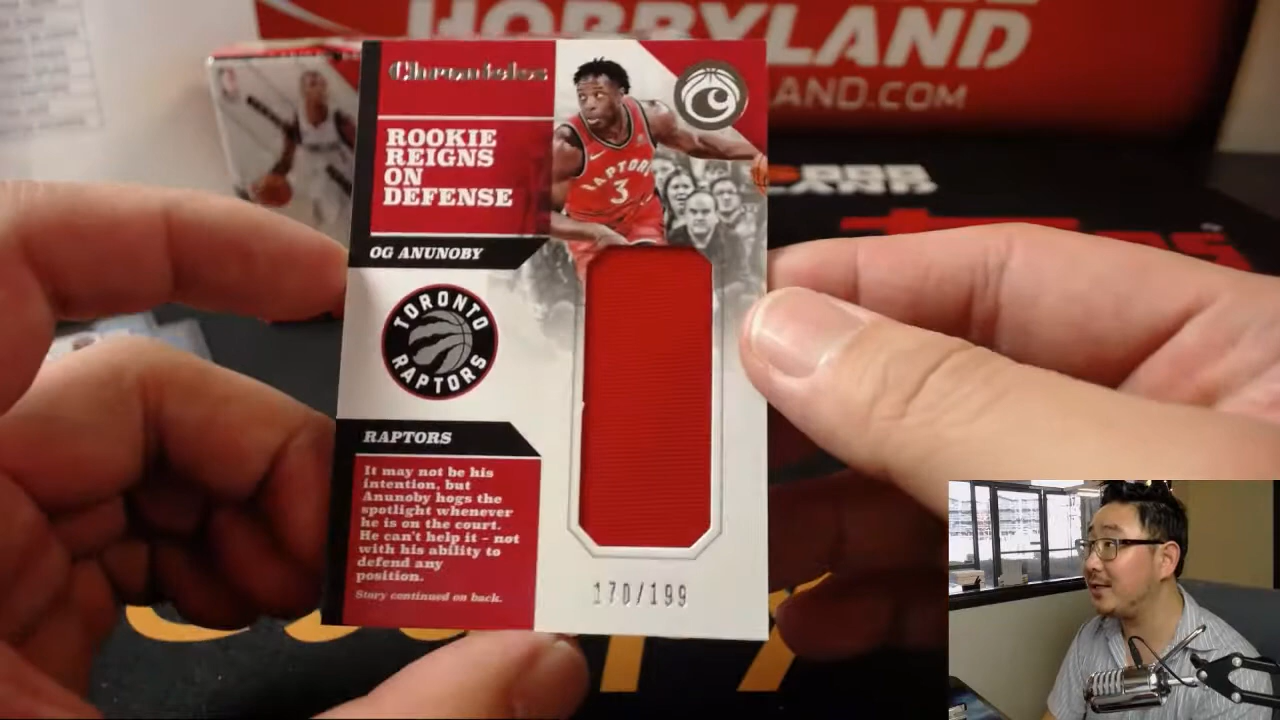 HOBBYLAND
LAND.COM
LAND
Chronicles
ROOKIE
REIGNS
ON
DEFENSE
RAPTORS
3
OG ANUNOBY
TORONTO
RAPTORS
RAPTORS
It may not be his
intention, but
Anunoby hogs the
spotlight whenever
he is on the court.
He can't help it – not
with his ability to
defend any
position.
Story continued on back.
170/199